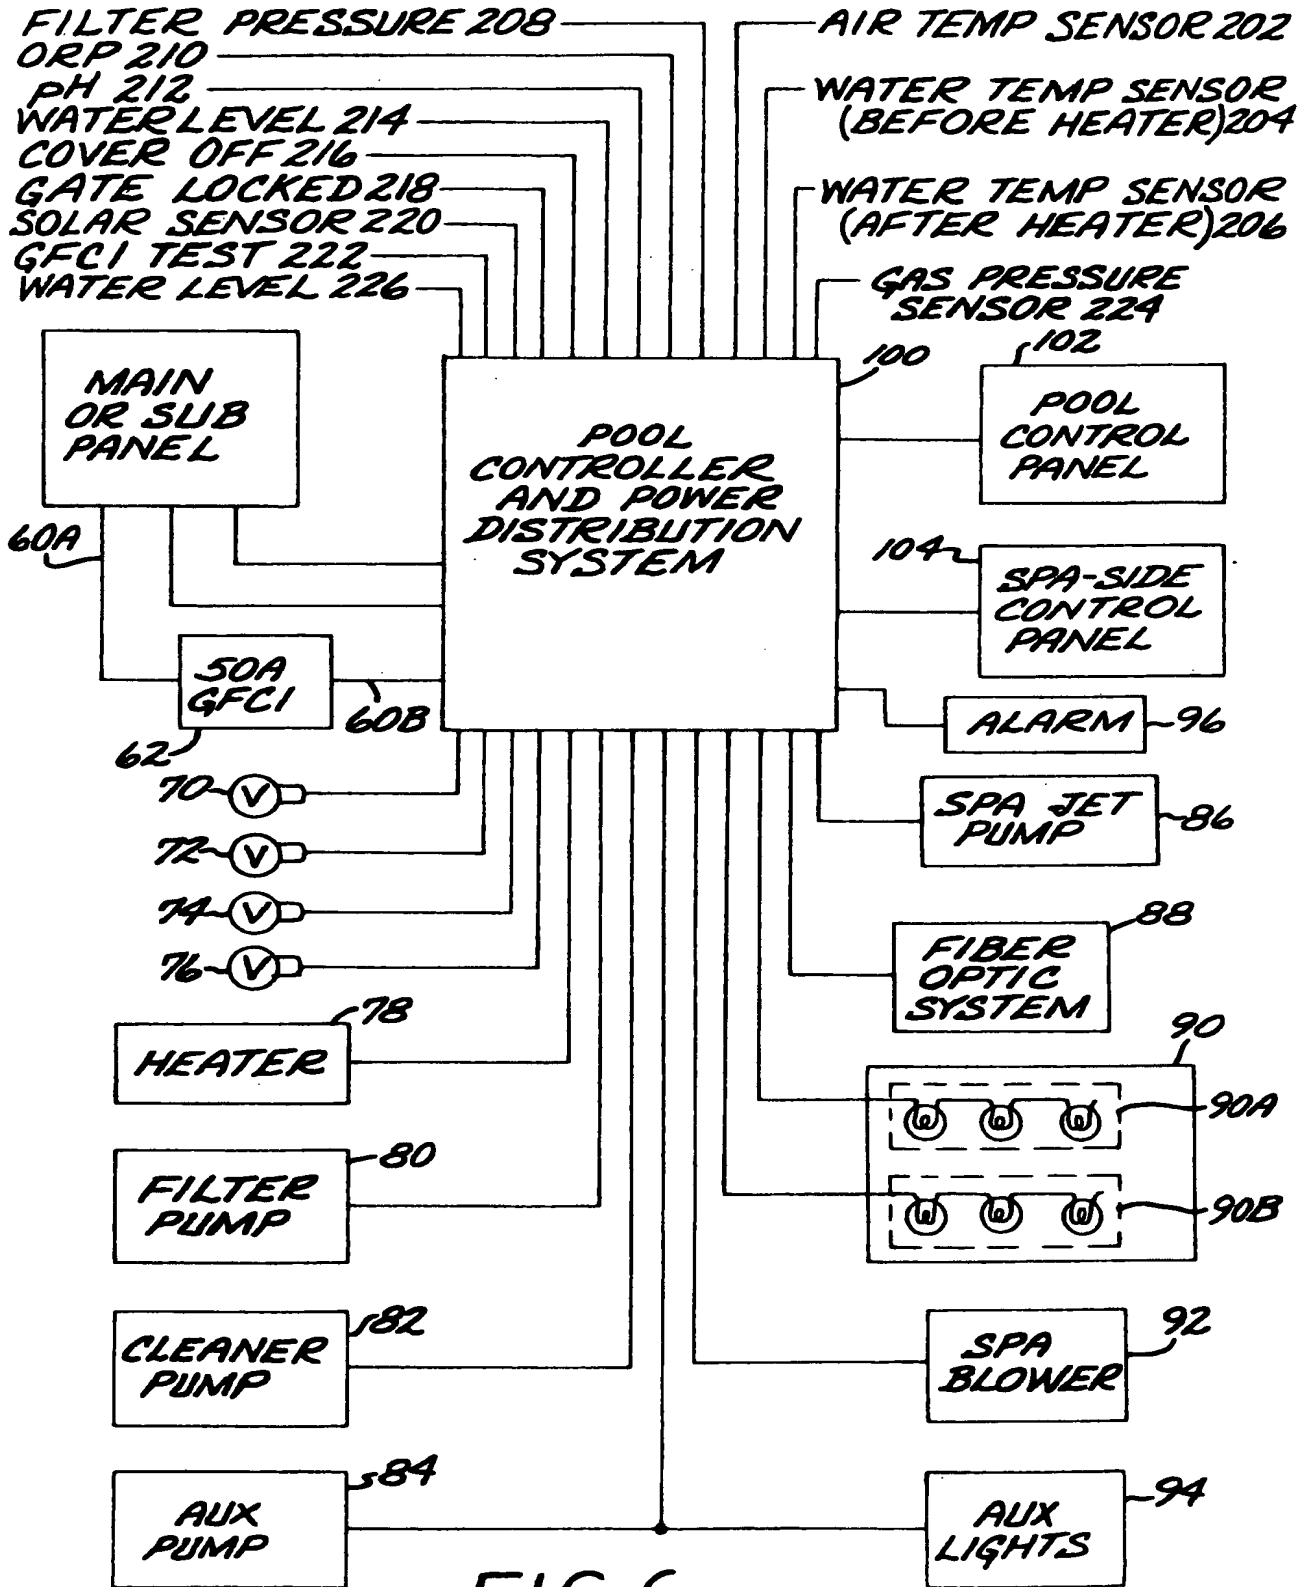 FILTER PRESSURE 208
ORP 210
pH 212
WATER LEVEL 214
COVER OFF 216
GATE LOCKED 218
SOLAR SENSOR 220
GFCI TEST 222
WATER LEVEL 226
AIR TEMP SENSOR 202
WATER TEMP SENSOR
(BEFORE HEATER) 204
WATER TEMP SENSOR
(AFTER HEATER) 206
GAS PRESSURE
SENSOR 224
MAIN
OR SUB
PANEL
100
POOL
CONTROLLER
AND POWER
DISTRIBUTION
SYSTEM
102
POOL
CONTROL
PANEL
104
SPA-SIDE
CONTROL
PANEL
60A
50A
GFCI
60B
62
ALARM
96
70
V
72
V
74
V
76
V
SPA JET
PUMP
86
88
FIBER
OPTIC
SYSTEM
78
HEATER
90
90A
90B
80
FILTER
PUMP
82
CLEANER
PUMP
92
SPA
BLOWER
84
AUX
PUMP
94
AUX
LIGHTS
FIG. 6